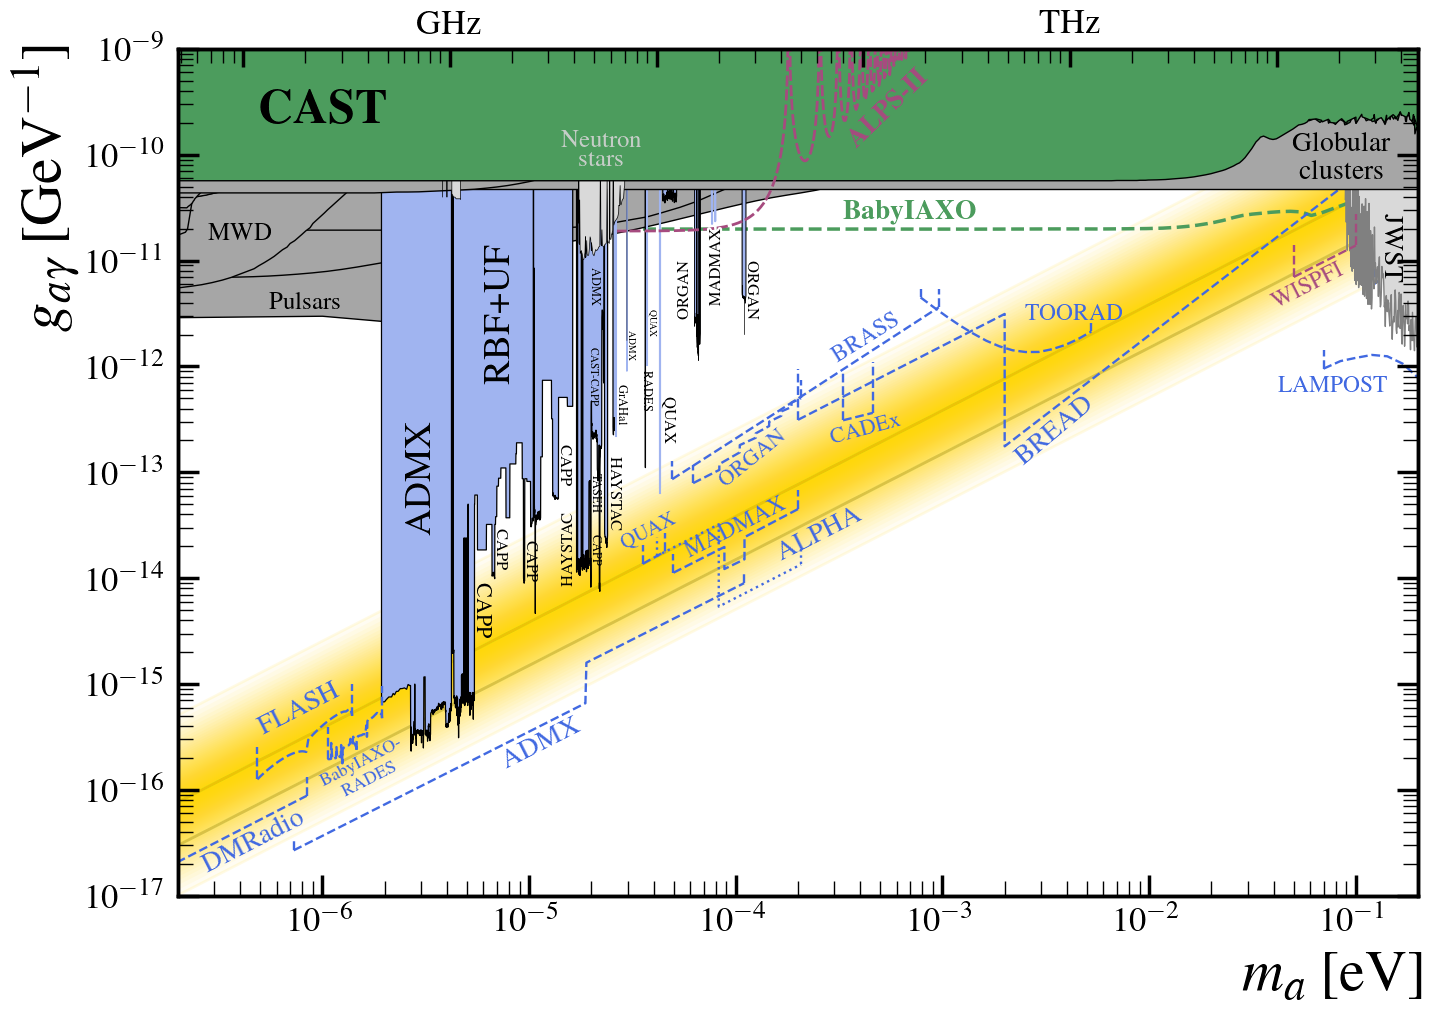 GHz
THz
10⁻⁹
10⁻¹⁰
10⁻¹¹
10⁻¹²
10⁻¹³
10⁻¹⁴
10⁻¹⁵
10⁻¹⁶
10⁻¹⁷
gₐᵧ [GeV⁻¹]
CAST
Neutron
stars
ALPS-II
Globular
clusters
MWD
Pulsars
BabyIAXO
JWST
WISPFI
LAMPOST
TOORAD
BRASS
BREAD
CADEx
ORGAN
RBF+UF
ADMX
ADMX
CAST-CAPP
ADMX
QUAX
GrAHal
RADES
QUAX
ORGAN
MADMAX
ORGAN
CAPP
HAYSTAC
TASEH
CAPP
HAYSTAC
CAPP
CAPP
CAPP
QUAX
MADMAX
ALPHA
FLASH
BabyIAXO-
RADES
ADMX
DMRadio
10⁻⁶
10⁻⁵
10⁻⁴
10⁻³
10⁻²
10⁻¹
mₐ [eV]